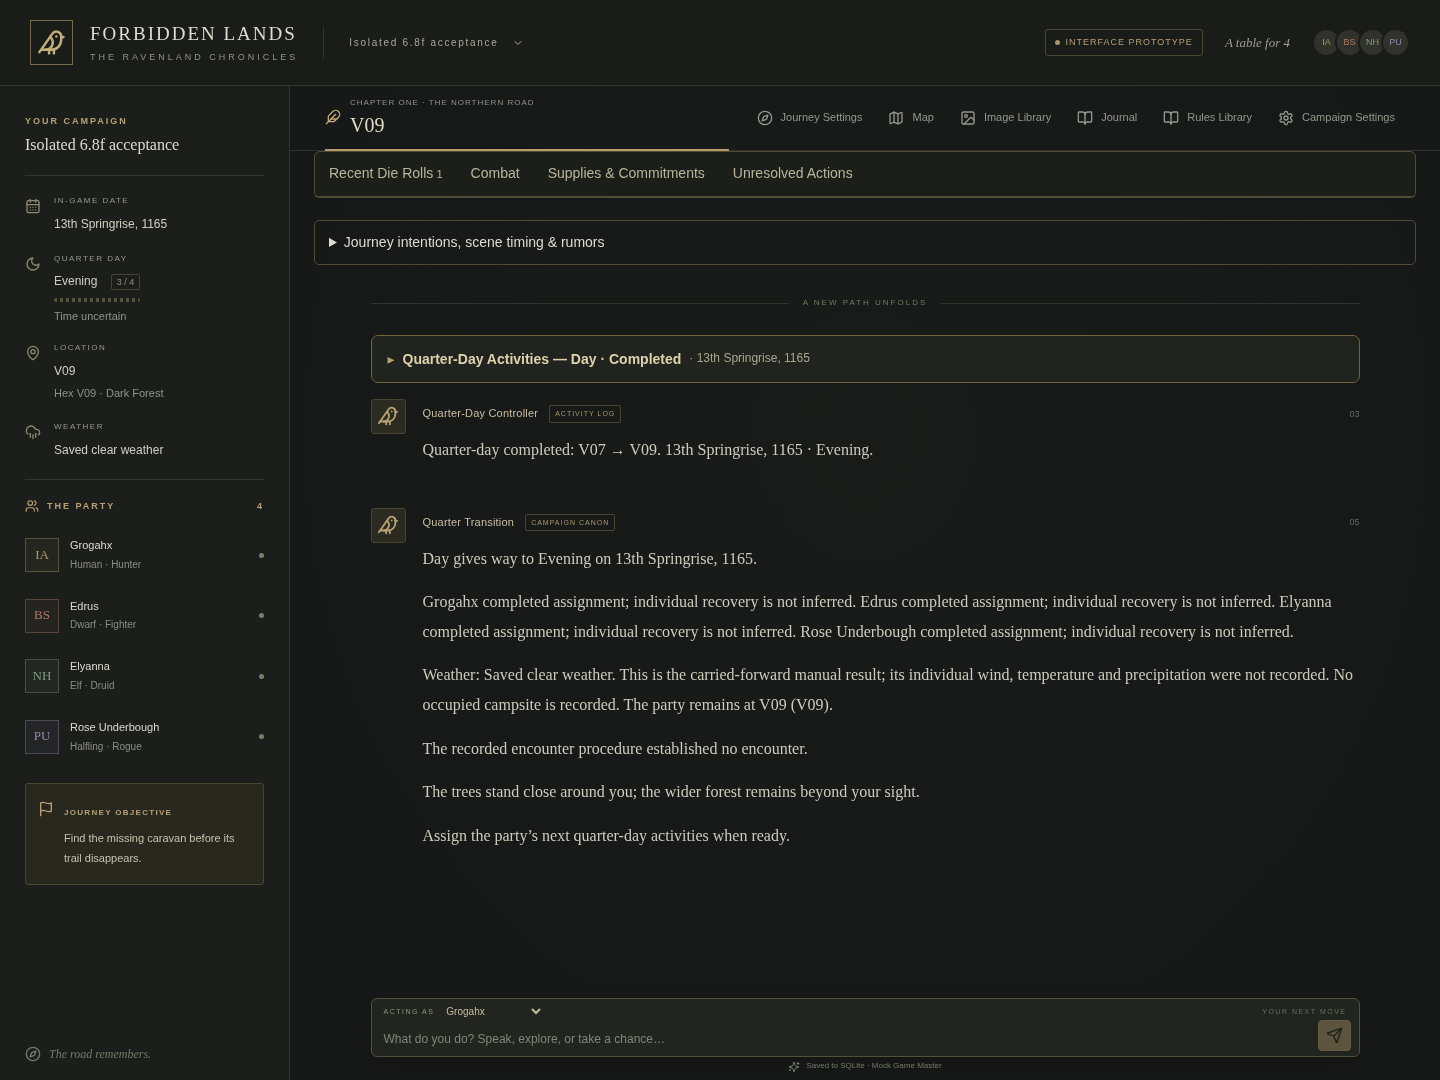 FORBIDDEN LANDS
THE RAVENLAND CHRONICLES
Isolated 6.8f acceptance
INTERFACE PROTOTYPE
A table for 4
IA BS NH PU
YOUR CAMPAIGN
Isolated 6.8f acceptance
IN-GAME DATE
13th Springrise, 1165
QUARTER DAY
Evening 3 / 4
Time uncertain
LOCATION
V09
Hex V09 · Dark Forest
WEATHER
Saved clear weather
THE PARTY 4
IA
Grogahx
Human · Hunter
BS
Edrus
Dwarf · Fighter
NH
Elyanna
Elf · Druid
PU
Rose Underbough
Halfling · Rogue
JOURNEY OBJECTIVE
Find the missing caravan before its
trail disappears.
The road remembers.
CHAPTER ONE · THE NORTHERN ROAD
V09
Journey Settings
Map
Image Library
Journal
Rules Library
Campaign Settings
Recent Die Rolls 1
Combat
Supplies & Commitments
Unresolved Actions
Journey intentions, scene timing & rumors
A NEW PATH UNFOLDS
Quarter-Day Activities — Day · Completed · 13th Springrise, 1165
Quarter-Day Controller ACTIVITY LOG 03
Quarter-day completed: V07 → V09. 13th Springrise, 1165 · Evening.
Quarter Transition CAMPAIGN CANON 05
Day gives way to Evening on 13th Springrise, 1165.
Grogahx completed assignment; individual recovery is not inferred. Edrus completed assignment; individual recovery is not inferred. Elyanna
completed assignment; individual recovery is not inferred. Rose Underbough completed assignment; individual recovery is not inferred.
Weather: Saved clear weather. This is the carried-forward manual result; its individual wind, temperature and precipitation were not recorded. No
occupied campsite is recorded. The party remains at V09 (V09).
The recorded encounter procedure established no encounter.
The trees stand close around you; the wider forest remains beyond your sight.
Assign the party’s next quarter-day activities when ready.
ACTING AS Grogahx YOUR NEXT MOVE
What do you do? Speak, explore, or take a chance…
Saved to SQLite · Mock Game Master